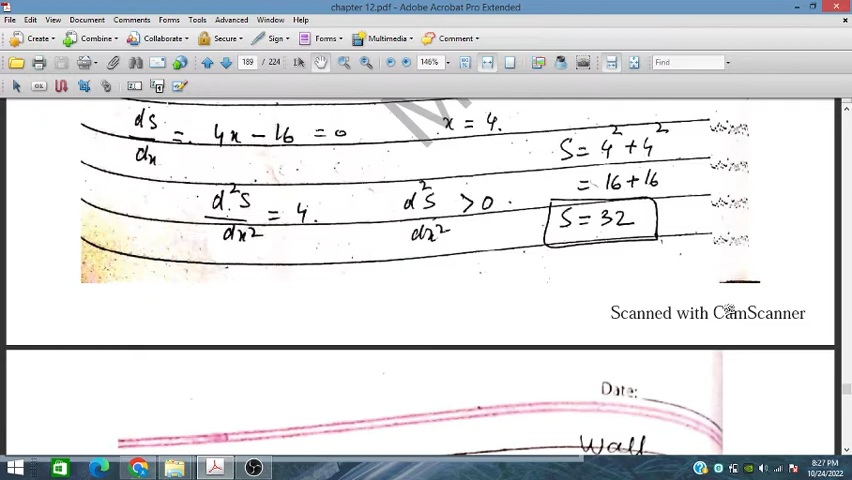 chapter 12.pdf - Adobe Acrobat Pro Extended
File Edit View Document Comments Forms Tools Advanced Window Help
Create Combine Collaborate Secure Sign Forms Multimedia Comment
189 / 224 146% Find
dS/dx = 4x - 16 = 0 x = 4.
S = 4² + 4²
= 16 + 16
d²S/dx² = 4. d²S/dx² > 0.
S = 32
Scanned with CamScanner
Date:
Wall
8:27 PM
10/24/2022